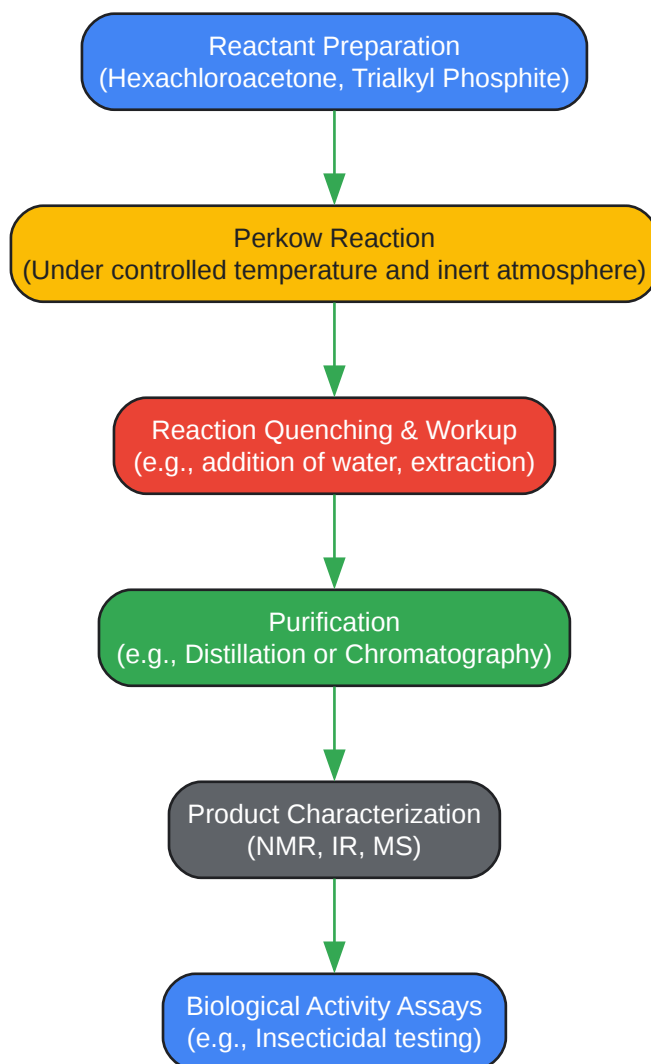 Reactant Preparation
(Hexachloroacetone, Trialkyl Phosphite)
Perkow Reaction
(Under controlled temperature and inert atmosphere)
Reaction Quenching & Workup
(e.g., addition of water, extraction)
Purification
(e.g., Distillation or Chromatography)
Product Characterization
(NMR, IR, MS)
Biological Activity Assays
(e.g., Insecticidal testing)